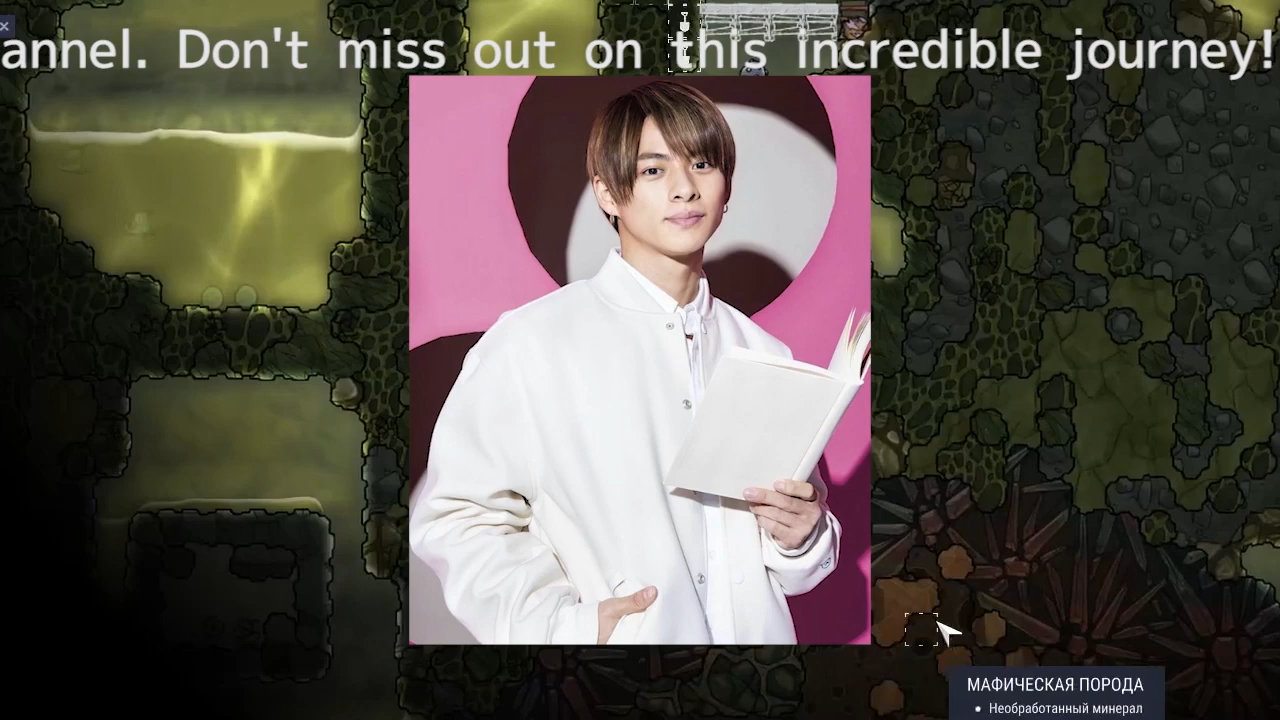 annel. Don't miss out on this incredible journey!
МАФИЧЕСКАЯ ПОРОДА
• Необработанный минерал